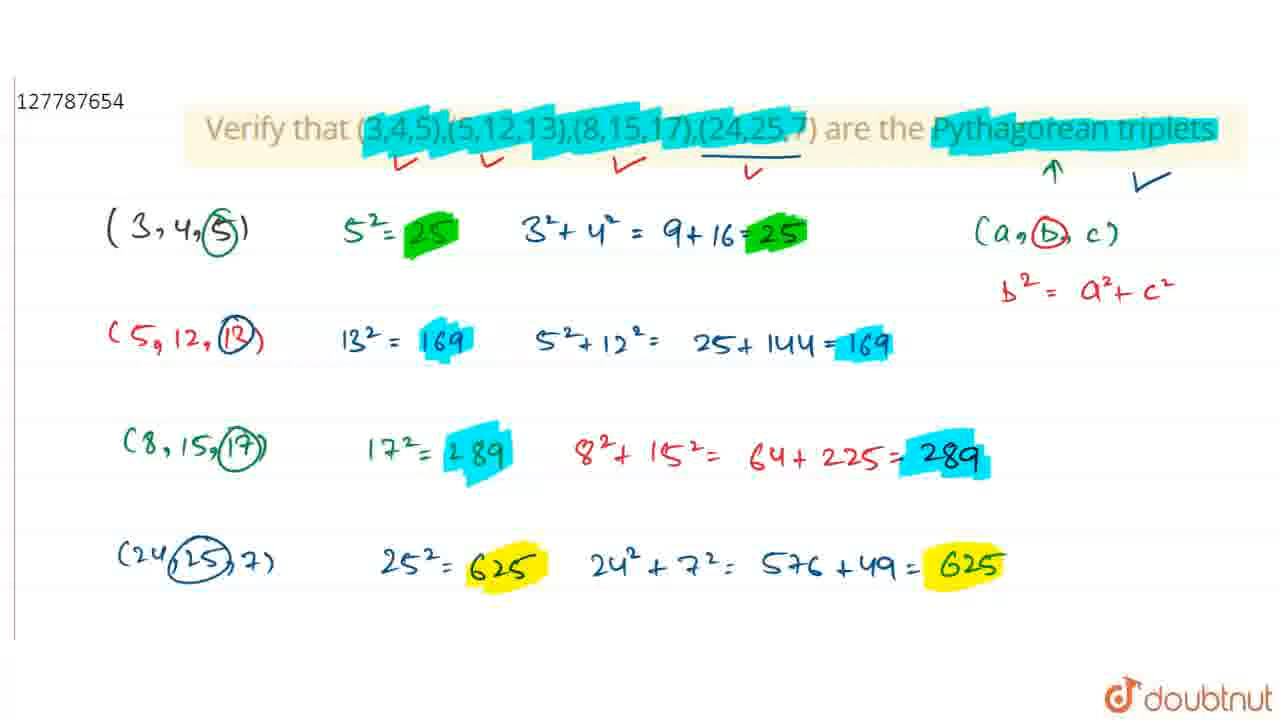 127787654
Verify that (3,4,5),(5,12,13),(8,15,17),(24,25,7) are the Pythagorean triplets
(3,4,5) 5²= 25 3²+ 4² = 9+16=25 (a, b, c)
b² = a²+ c²
(5,12,13) 13² = 169 5²+12²= 25+144=169
(8,15,17) 17²= 289 8²+ 15²= 64+225= 289
(24,25,7) 25²= 625 24²+7²= 576+49= 625
doubtnut